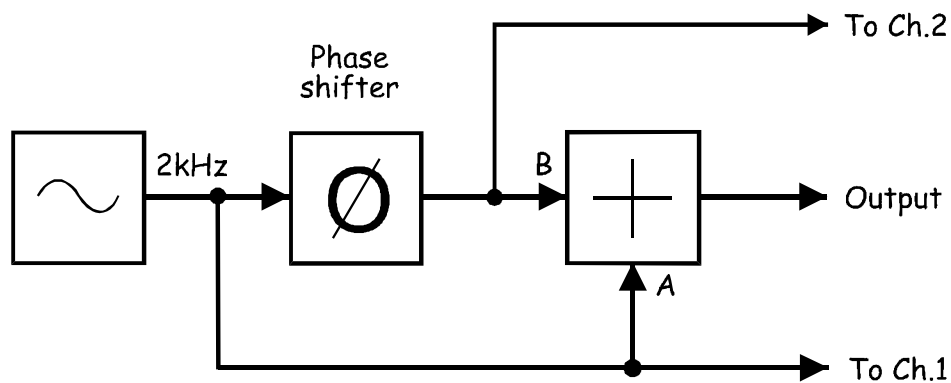 To Ch.2
Phase
shifter
2kHz
B
Ø
Output
A
To Ch.1